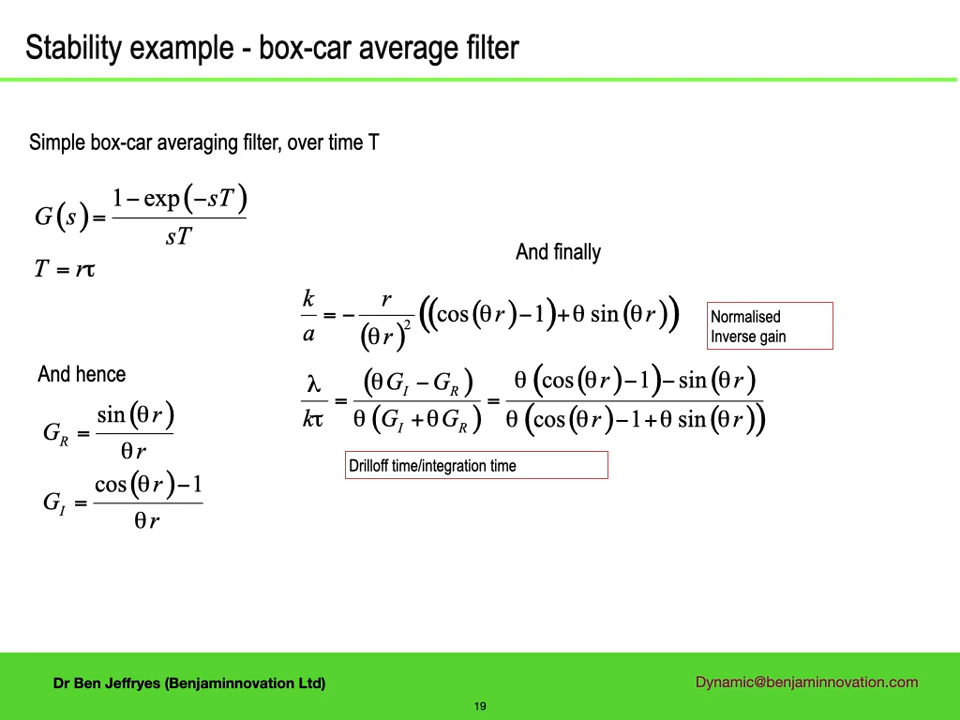 Stability example - box-car average filter
Simple box-car averaging filter, over time T
G(s) = (1 − exp(−sT)) / sT
T = rτ
And hence
G_R = sin(θr) / θr
G_I = (cos(θr) − 1) / θr
And finally
k/a = − r/(θr)^2 ((cos(θr) − 1) + θ sin(θr))
Normalised
Inverse gain
λ/kτ = (θG_I − G_R) / θ(G_I + θG_R) = θ(cos(θr) − 1) − sin(θr) / θ(cos(θr) − 1 + θ sin(θr))
Drilloff time/integration time
Dr Ben Jeffryes (Benjaminnovation Ltd)
Dynamic@benjaminnovation.com
19